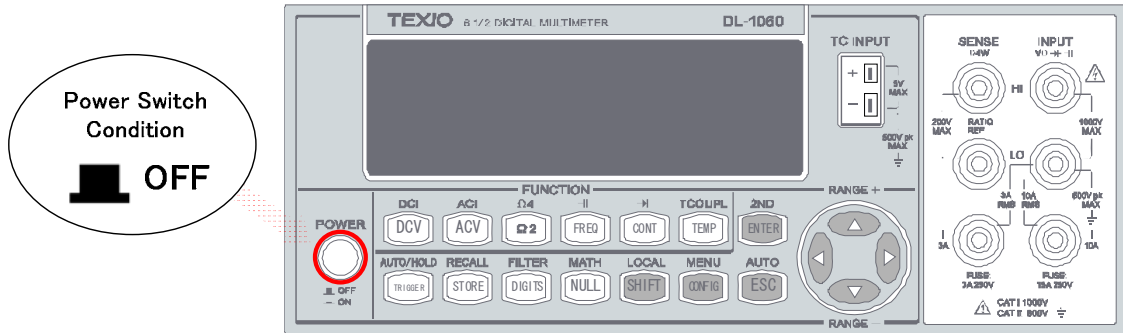 Power Switch
Condition
OFF
TEXIO 6 1/2 DIGITAL MULTIMETER DL-1060
TC INPUT
+
5V
MAX
-
500V pk
MAX
SENSE
Ω4W
INPUT
HI
200V
MAX
RATIO
REF
1000V
MAX
LO
3A
RMS
10A
RMS
500V pk
MAX
3A
10A
FUSE:
3A 250V
FUSE:
15A 250V
CAT I 1000V
CAT II 600V
FUNCTION
RANGE +
DCI ACI Ω4 TCOUPL 2ND
POWER
DCV ACV Ω2 FREQ CONT TEMP ENTER
AUTO/HOLD RECALL FILTER MATH LOCAL MENU AUTO
TRIGGER STORE DIGITS NULL SHIFT CONFIG ESC
OFF
ON
RANGE -